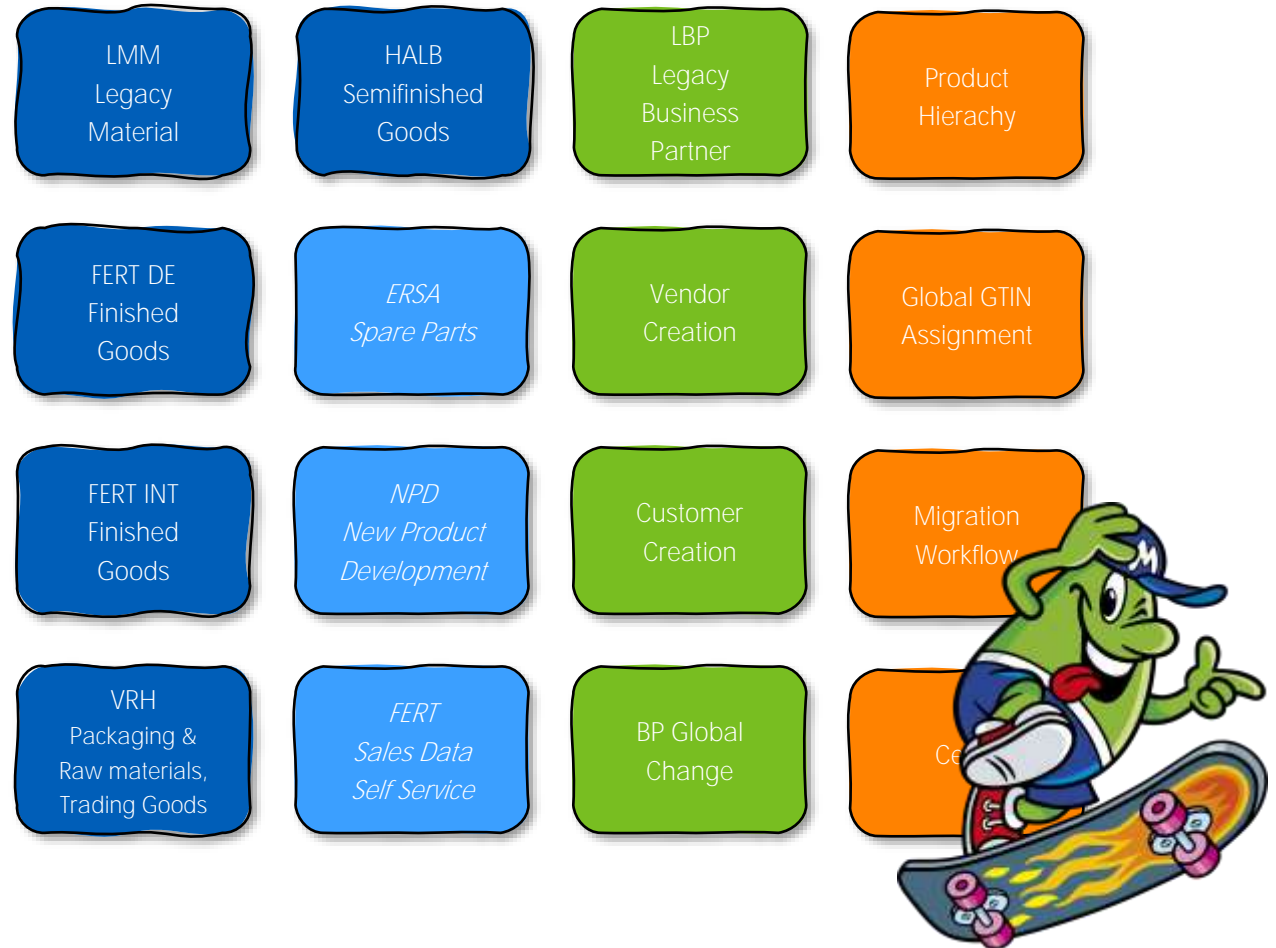 LMM
Legacy
Material
HALB
Semifinished
Goods
LBP
Legacy
Business
Partner
Product
Hierachy
FERT DE
Finished
Goods
ERSA
Spare Parts
Vendor
Creation
Global GTIN
Assignment
FERT INT
Finished
Goods
NPD
New Product
Development
Customer
Creation
Migration
Workflow
VRH
Packaging &
Raw materials,
Trading Goods
FERT
Sales Data
Self Service
BP Global
Change
M